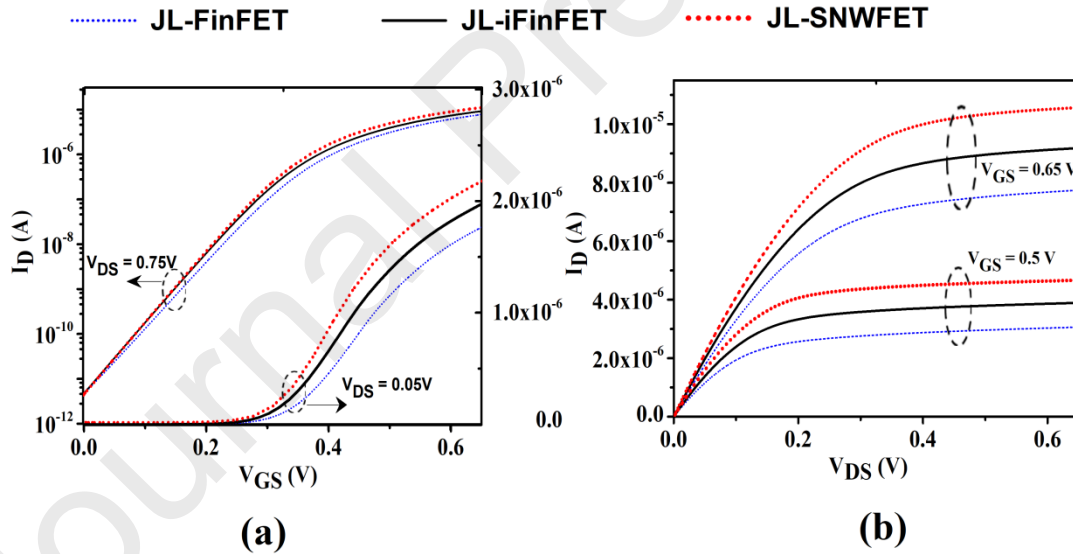 JL-FinFET JL-iFinFET JL-SNWFET
Journal Pre
3.0x10⁻⁶
2.0x10⁻⁶
1.0x10⁻⁶
0.0
10⁻⁶
10⁻⁸
10⁻¹⁰
10⁻¹²
I_D (A)
V_DS = 0.75V
V_DS = 0.05V
0.0 0.2 0.4 0.6
V_GS (V)
(a)
1.0x10⁻⁵
8.0x10⁻⁶
6.0x10⁻⁶
4.0x10⁻⁶
2.0x10⁻⁶
0.0
I_D (A)
V_GS = 0.65 V
V_GS = 0.5 V
0.0 0.2 0.4 0.6
V_DS (V)
(b)